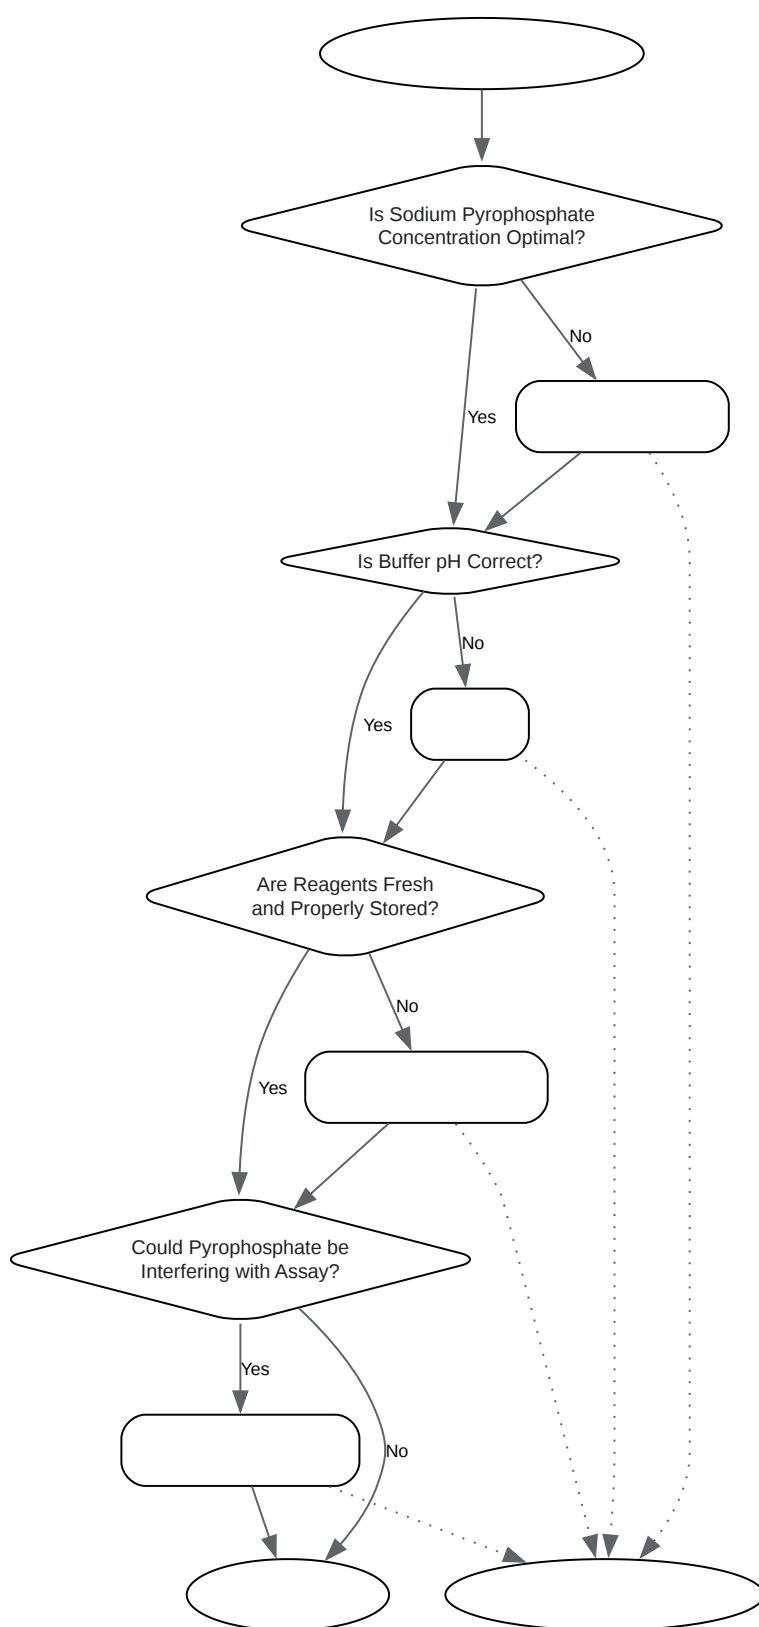 Is Sodium Pyrophosphate
Concentration Optimal?
No
Yes
Is Buffer pH Correct?
No
Yes
Are Reagents Fresh
and Properly Stored?
No
Yes
Could Pyrophosphate be
Interfering with Assay?
Yes
No